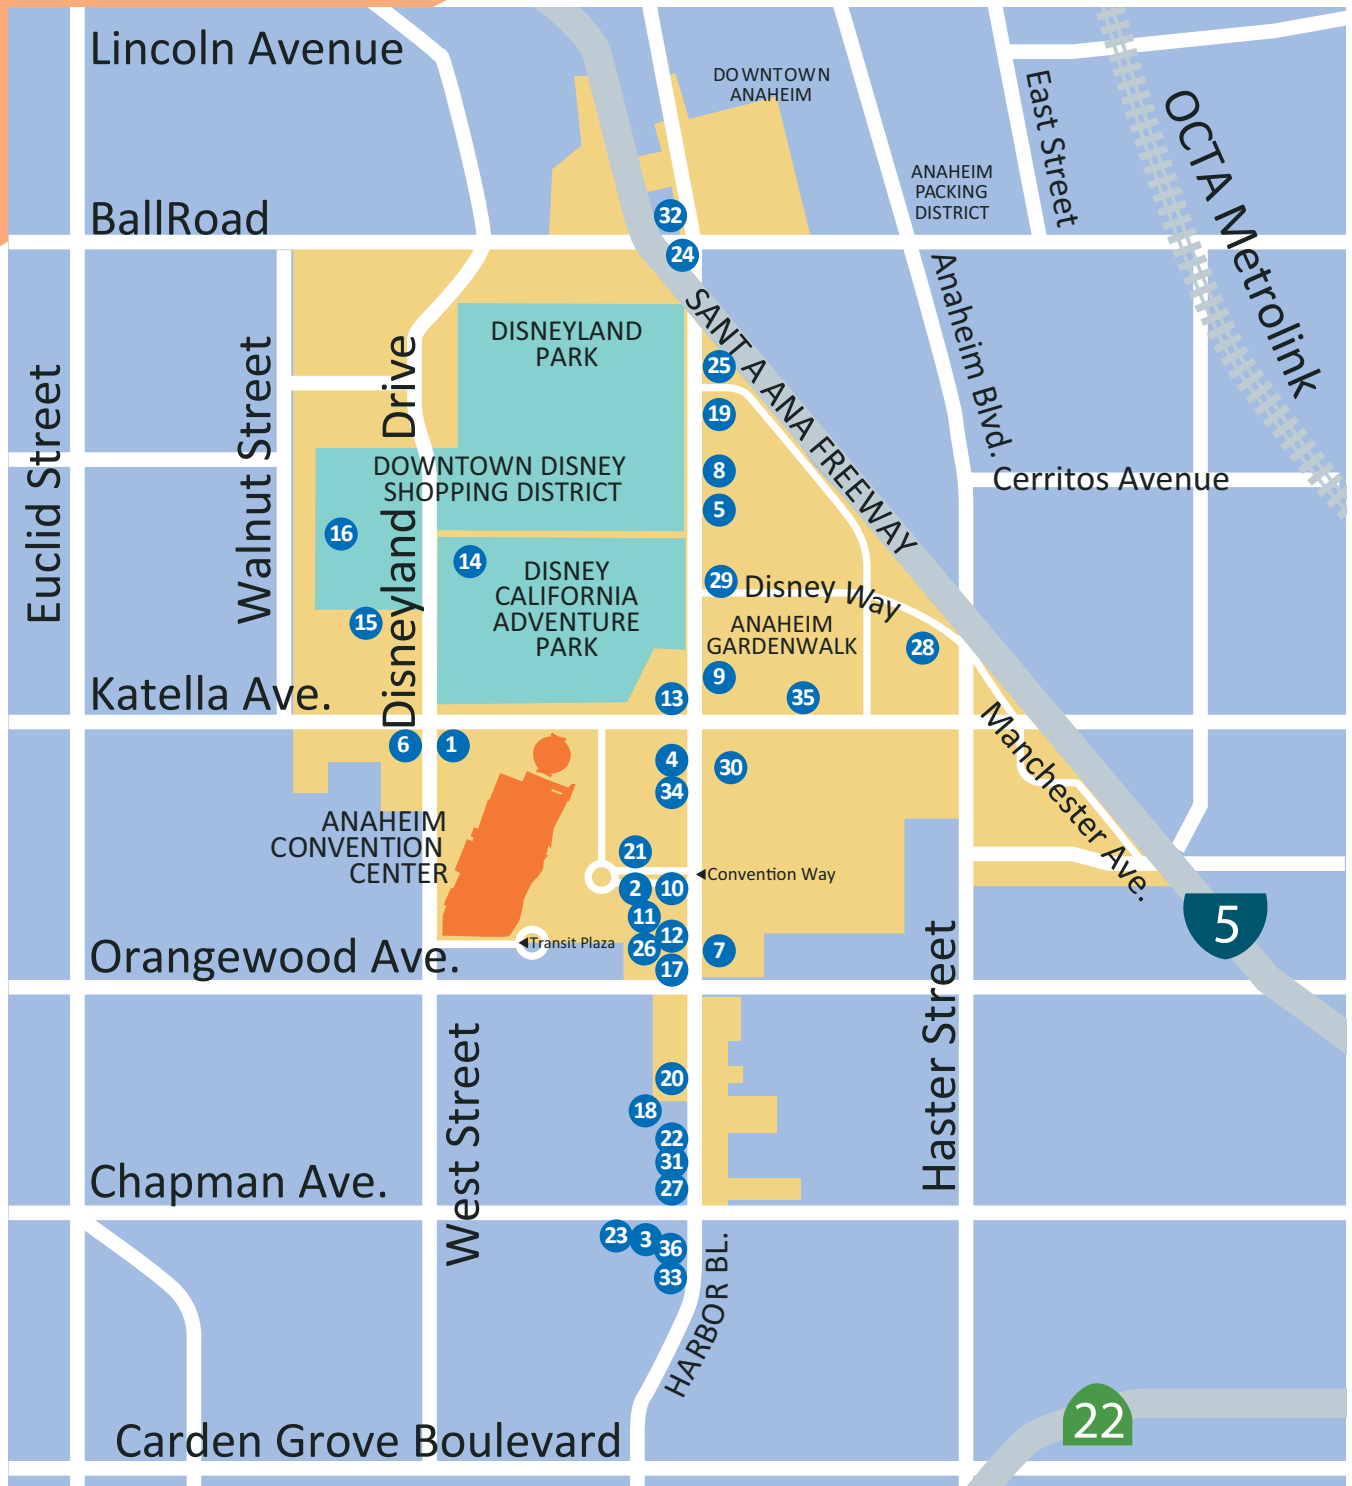 Lincoln Avenue
DOWNTOWN
ANAHEIM
East Street
OCTA Metrolink
ANAHEIM
PACKING
DISTRICT
BallRoad
32
24
Anaheim Blvd.
SANTA ANA FREEWAY
DISNEYLAND
PARK
Euclid Street
Walnut Street
Disneyland Drive
25
19
DOWNTOWN DISNEY
SHOPPING DISTRICT
8
5
Cerritos Avenue
16
14
DISNEY
CALIFORNIA
ADVENTURE
PARK
29
Disney Way
15
ANAHEIM
GARDENWALK
28
9
Katella Ave.
13
35
Manchester Ave.
6
1
4
30
34
ANAHEIM
CONVENTION
CENTER
21
Convention Way
2
10
11
12
26
7
17
Transit Plaza
5
Orangewood Ave.
Haster Street
West Street
20
18
22
31
27
Chapman Ave.
23
3
36
33
HARBOR BL.
22
Carden Grove Boulevard